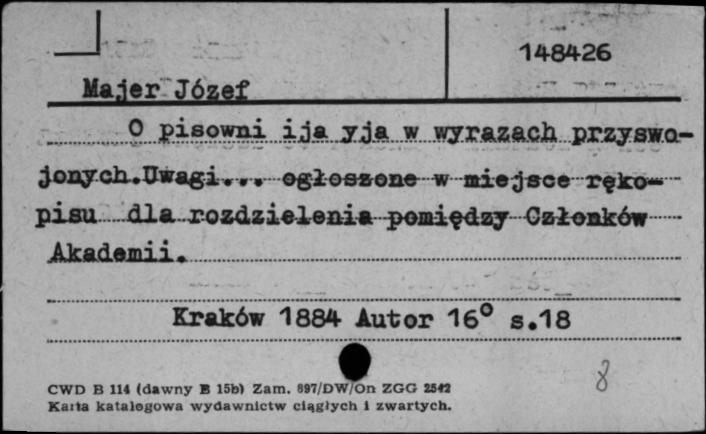 148426
Majer Józef
O pisowni ija yja w wyrazach przyswo-
jonych.Uwagi... ogłoszone w miejsce ręko-
pisu dla rozdzielenia pomiędzy Członków
Akademii.
Kraków 1884 Autor 16° s.18
8
CWD B 114 (dawny B 15b) Zam. 897/DW/On ZGG 2542
Karta katalogowa wydawnictw ciągłych i zwartych.